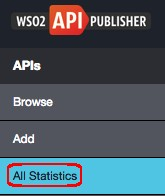 WSO2 API PUBLISHER
APIs
Browse
Add
All Statistics